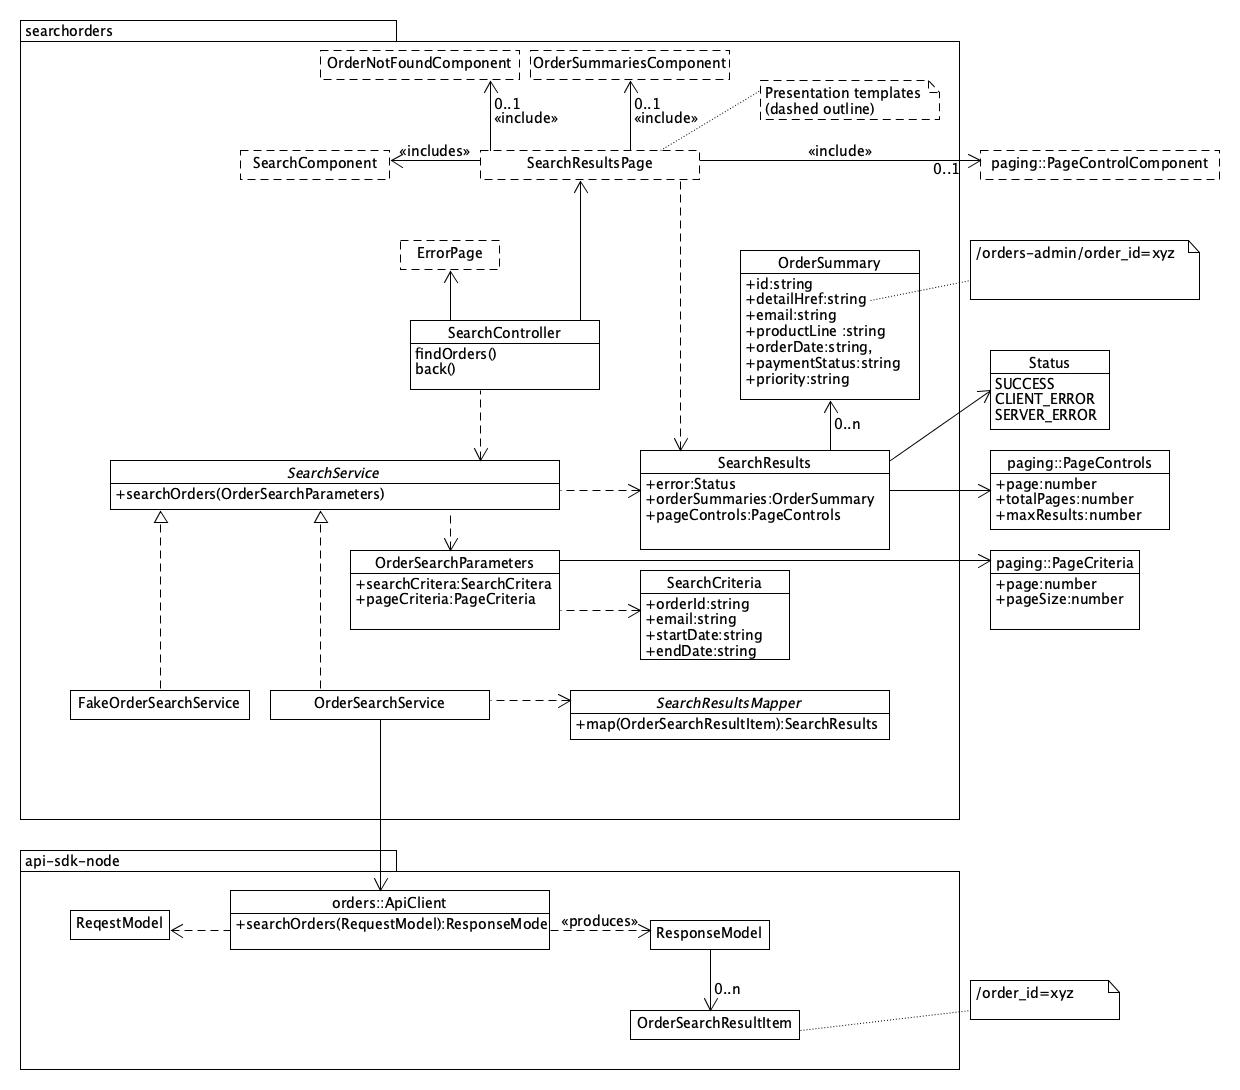 searchorders
OrderNotFoundComponent
OrderSummariesComponent
Presentation templates
(dashed outline)
0..1
«include»
0..1
«include»
SearchComponent
«includes»
SearchResultsPage
«include»
0..1
paging::PageControlComponent
ErrorPage
OrderSummary
+id:string
+detailHref:string
+email:string
+productLine :string
+orderDate:string,
+paymentStatus:string
+priority:string
/orders-admin/order_id=xyz
SearchController
findOrders()
back()
Status
SUCCESS
CLIENT_ERROR
SERVER_ERROR
0..n
SearchService
+searchOrders(OrderSearchParameters)
SearchResults
+error:Status
+orderSummaries:OrderSummary
+pageControls:PageControls
paging::PageControls
+page:number
+totalPages:number
+maxResults:number
OrderSearchParameters
+searchCritera:SearchCritera
+pageCriteria:PageCriteria
SearchCriteria
+orderId:string
+email:string
+startDate:string
+endDate:string
paging::PageCriteria
+page:number
+pageSize:number
FakeOrderSearchService
OrderSearchService
SearchResultsMapper
+map(OrderSearchResultItem):SearchResults
api-sdk-node
ReqestModel
orders::ApiClient
+searchOrders(RequestModel):ResponseMode
«produces»
ResponseModel
0..n
OrderSearchResultItem
/order_id=xyz